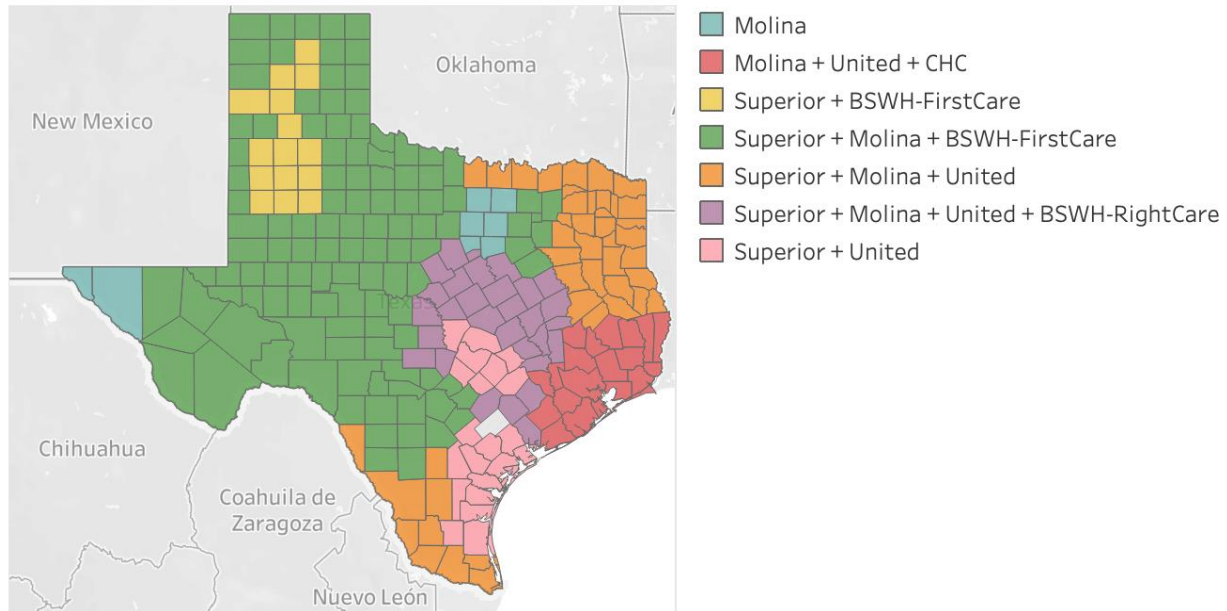 Oklahoma
New Mexico
Texas
Chihuahua
Coahuila de
Zaragoza
Nuevo León
Molina
Molina + United + CHC
Superior + BSWH-FirstCare
Superior + Molina + BSWH-FirstCare
Superior + Molina + United
Superior + Molina + United + BSWH-RightCare
Superior + United